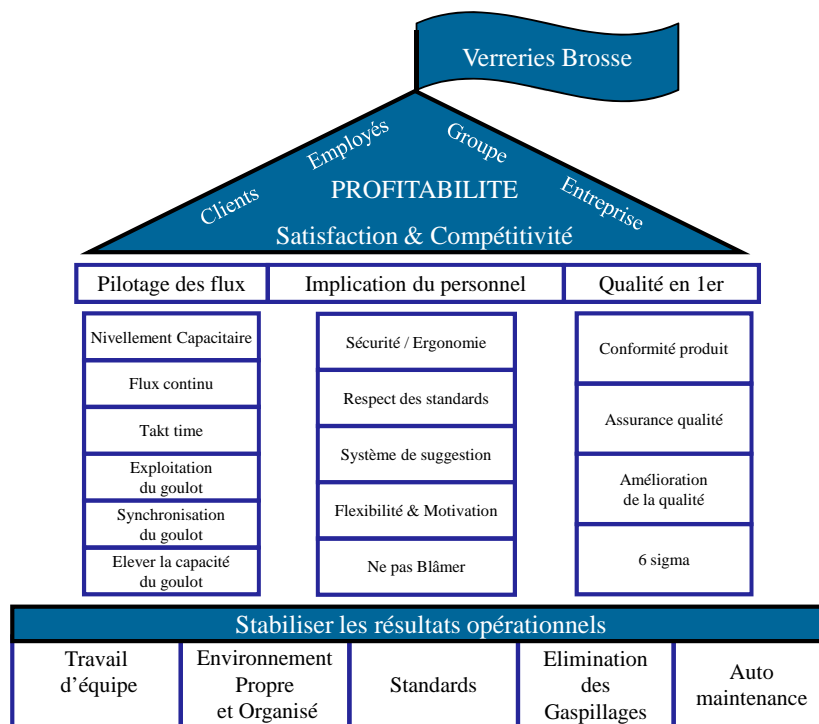 Verreries Brosse
Clients
Employés
Groupe
Entreprise
PROFITABILITE
Satisfaction & Compétitivité
Pilotage des flux
Implication du personnel
Qualité en 1er
Nivellement Capacitaire
Flux continu
Takt time
Exploitation
du goulot
Synchronisation
du goulot
Elever la capacité
du goulot
Sécurité / Ergonomie
Respect des standards
Système de suggestion
Flexibilité & Motivation
Ne pas Blâmer
Conformité produit
Assurance qualité
Amélioration
de la qualité
6 sigma
Stabiliser les résultats opérationnels
Travail
d’équipe
Environnement
Propre
et Organisé
Standards
Elimination
des
Gaspillages
Auto
maintenance